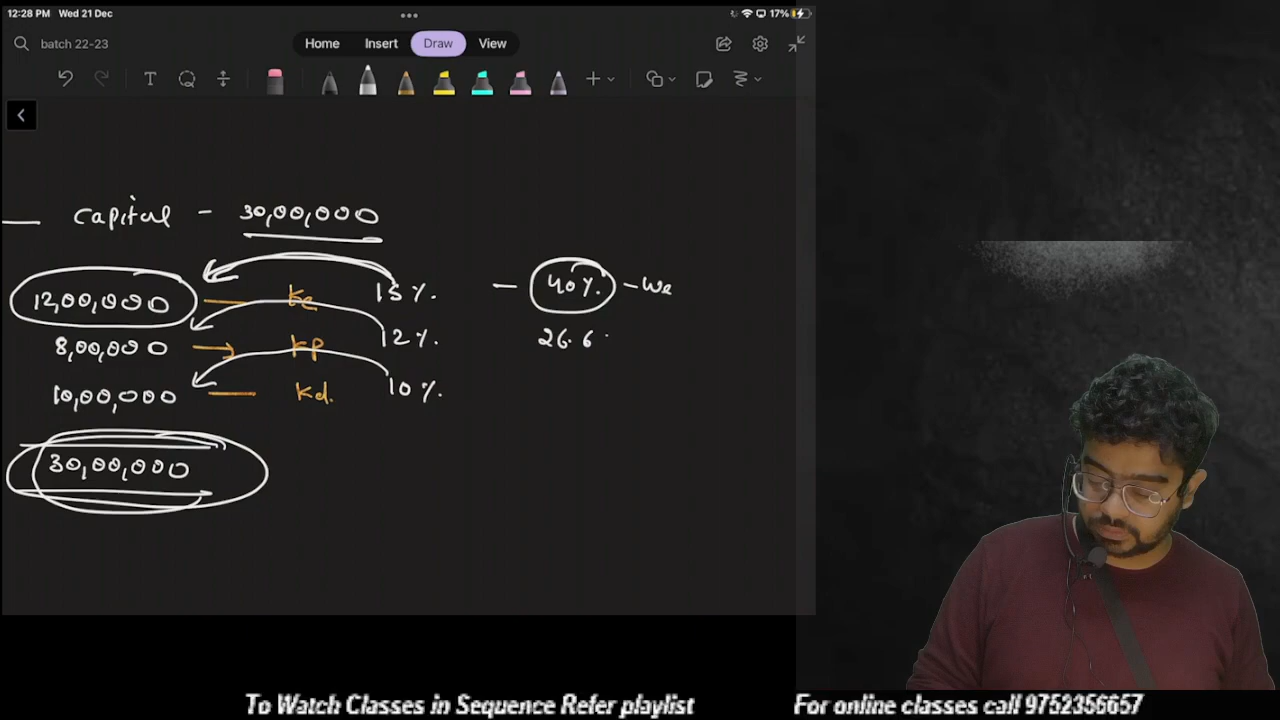 12:28 PM Wed 21 Dec
17%
batch 22-23
Home Insert Draw View
capital - 30,00,000
12,00,000 — Ke 15%. — 40%. - We
8,00,000 → Kp 12%. 26.6
10,00,000 — Kd. 10%.
30,00,000
To Watch Classes in Sequence Refer playlist
For online classes call 9752356657